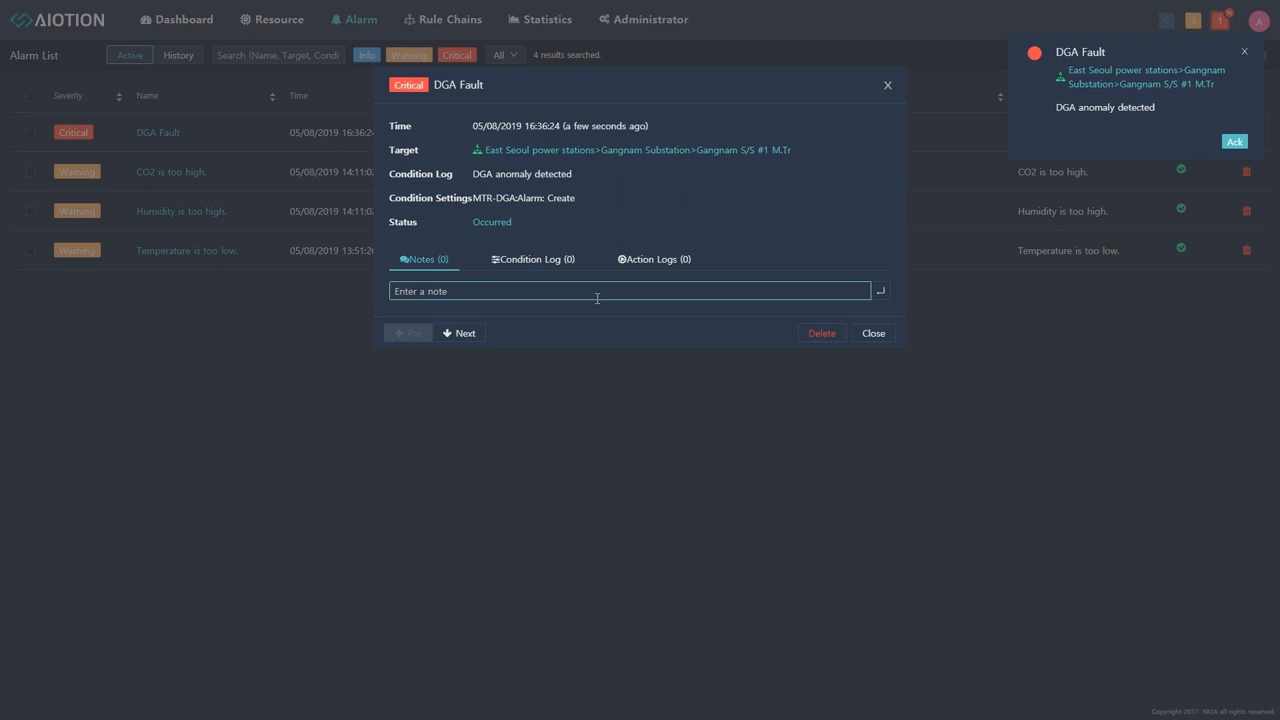 AIOTION Dashboard Resource Alarm Rule Chains Statistics Administrator 3 1 N A
Alarm List Active History Search (Name, Target, Condi Info Warning Critical All 4 results searched.
Critical DGA Fault
Time 05/08/2019 16:36:24 (a few seconds ago)
Target East Seoul power stations>Gangnam Substation>Gangnam S/S #1 M.Tr
Condition Log DGA anomaly detected
Condition Settings MTR-DGA:Alarm: Create
Status Occurred
Notes (0) Condition Log (0) Action Logs (0)
Enter a note
Pre Next Delete Close
DGA Fault
East Seoul power stations>Gangnam
Substation>Gangnam S/S #1 M.Tr
DGA anomaly detected
Ack
Severity Name Time
Critical DGA Fault 05/08/2019 16:36:24
Warning CO2 is too high. 05/08/2019 14:11:0 CO2 is too high.
Warning Humidity is too high. 05/08/2019 14:11:0 Humidity is too high.
Warning Temperature is too low. 05/08/2019 13:51:2 Temperature is too low.
Copyright 2017. NKIA all rights reserved.